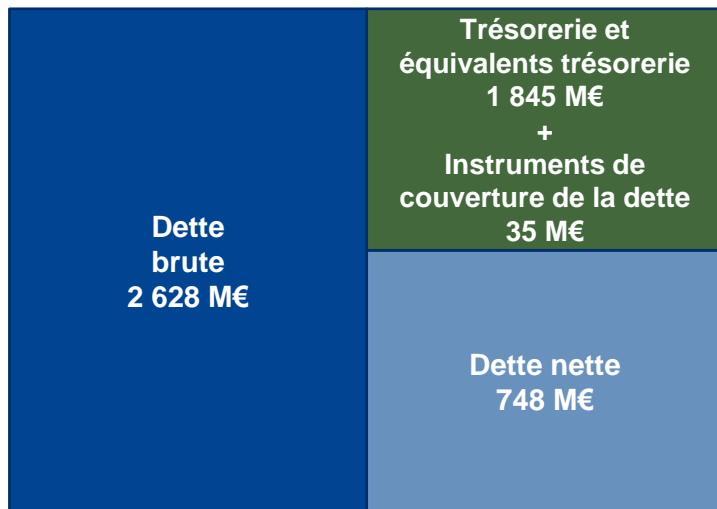 Dette
brute
2 628 M€
Trésorerie et
équivalents trésorerie
1 845 M€
+
Instruments de
couverture de la dette
35 M€
Dette nette
748 M€